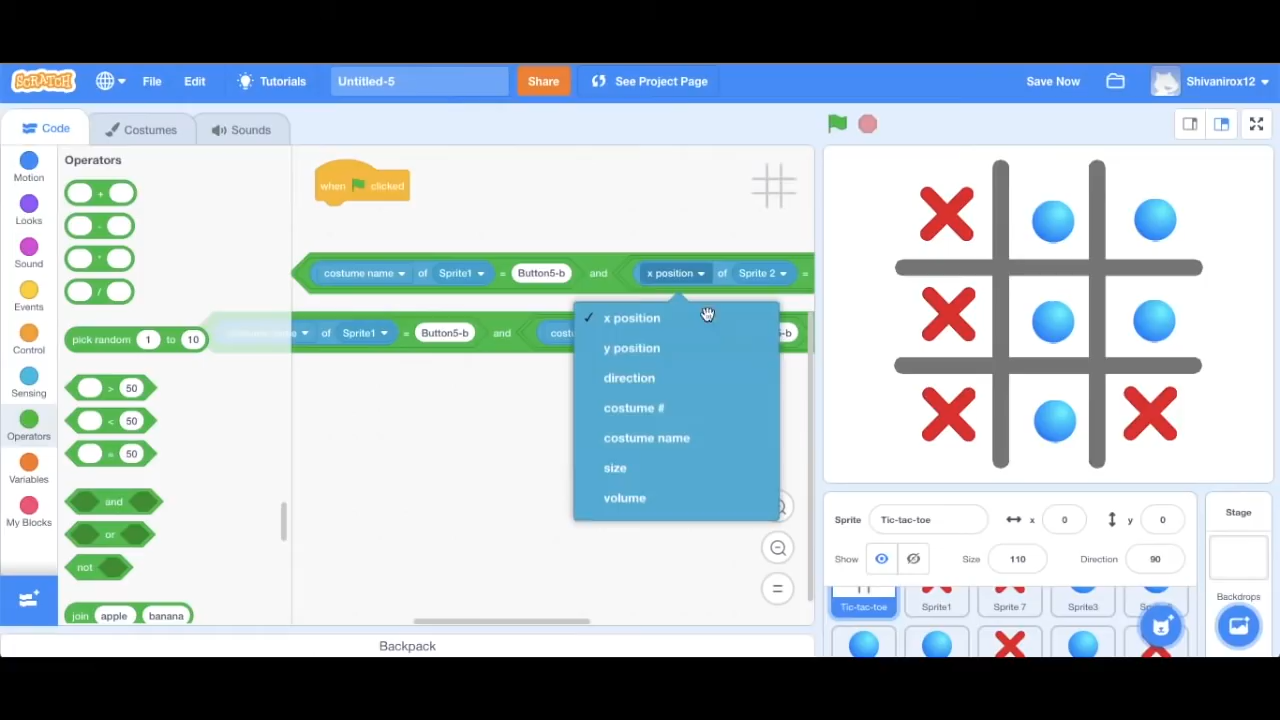 SCRATCH File Edit Tutorials Untitled-5 Share See Project Page Save Now Shivanirox12
Code Costumes Sounds
Motion
Looks
Sound
Events
Control
Sensing
Operators
Variables
My Blocks
Operators
+
-
*
/
pick random 1 to 10
> 50
< 50
= 50
and
or
not
join apple banana
when clicked
costume name of Sprite1 = Button5-b and x position of Sprite 2 =
of Sprite1 = Button5-b and
x position
y position
direction
costume #
costume name
size
volume
Backpack
Sprite Tic-tac-toe x 0 y 0
Show Size 110 Direction 90
Tic-tac-toe Sprite1 Sprite 7 Sprite3
Stage
Backdrops